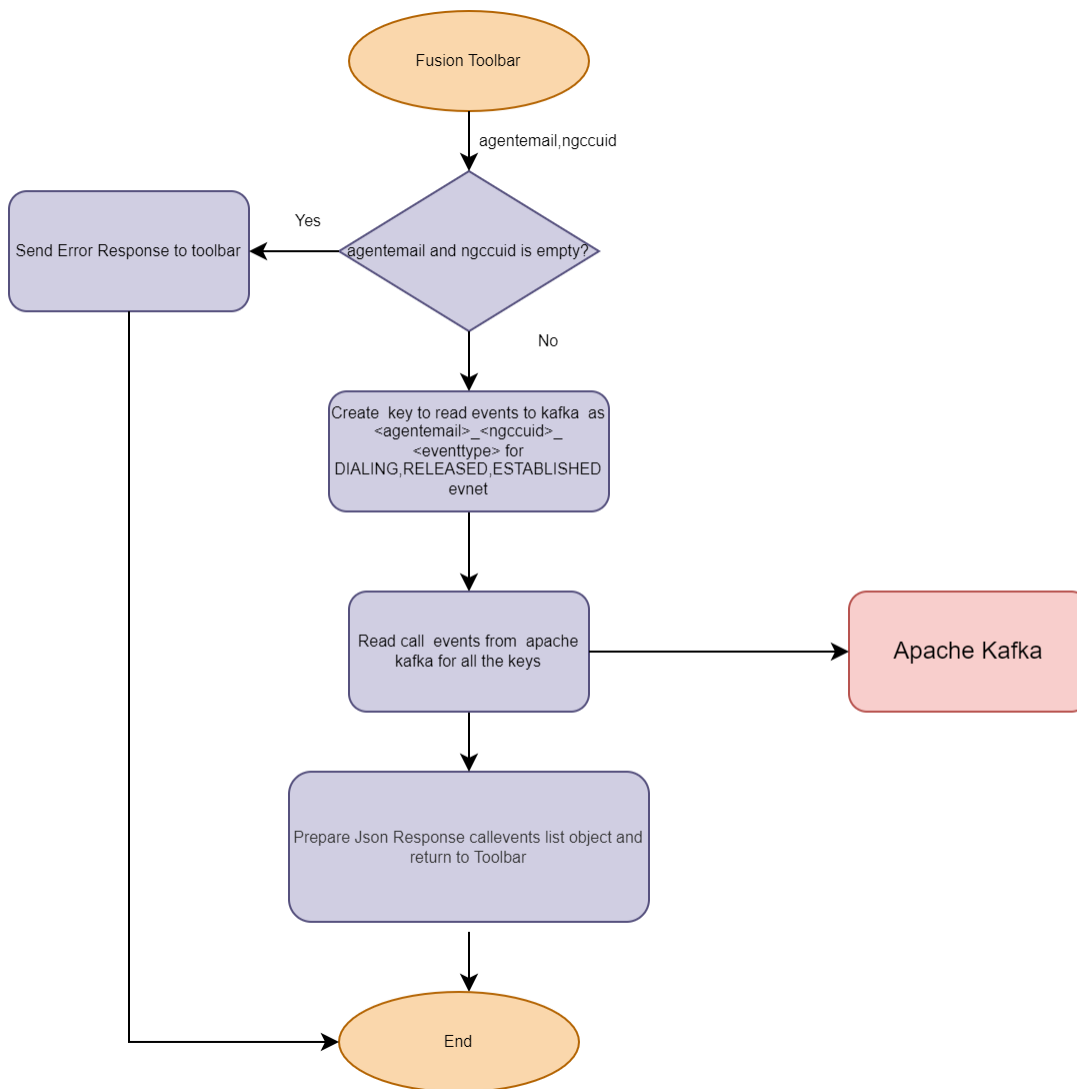 Fusion Toolbar
agentemail,ngccuid
Yes
Send Error Response to toolbar
agentemail and ngccuid is empty?
No
Create key to read events to kafka as
<agentemail>_<ngccuid>_
<eventtype> for
DIALING,RELEASED,ESTABLISHED
evnet
Read call events from apache
kafka for all the keys
Apache Kafka
Prepare Json Response callevents list object and
return to Toolbar
End